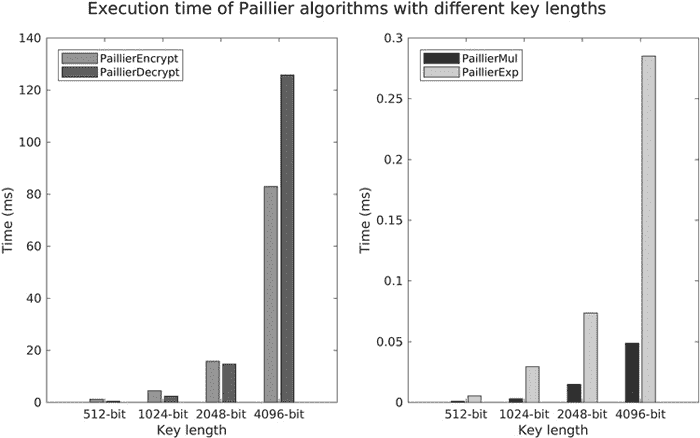 Execution time of Paillier algorithms with different key lengths
140
120
100
80
60
40
20
0
Time (ms)
PaillierEncrypt
PaillierDecrypt
512-bit 1024-bit 2048-bit 4096-bit
Key length
0.3
0.25
0.2
0.15
0.1
0.05
0
Time (ms)
PaillierMul
PaillierExp
512-bit 1024-bit 2048-bit 4096-bit
Key length